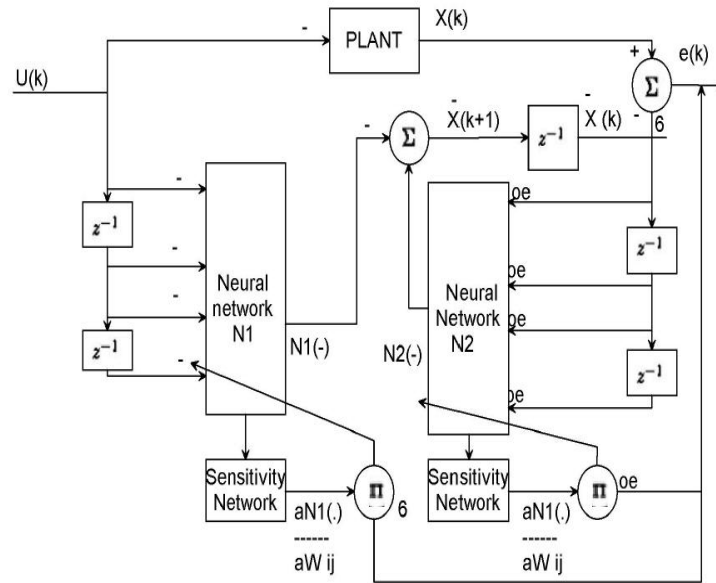 X(k)
PLANT
-
+
e(k)
U(k)
Σ
-
-
-
-
6
-
Σ
X(k+1)
z⁻¹
X (k)
-
z⁻¹
oe
z⁻¹
-
Neural
network
N1
oe
Neural
Network
N2
-
oe
z⁻¹
N1(-)
N2(-)
z⁻¹
-
oe
Sensitivity
Network
Π
6
Sensitivity
Network
Π
oe
aN1(.)
------
aW ij
aN1(.)
------
aW ij